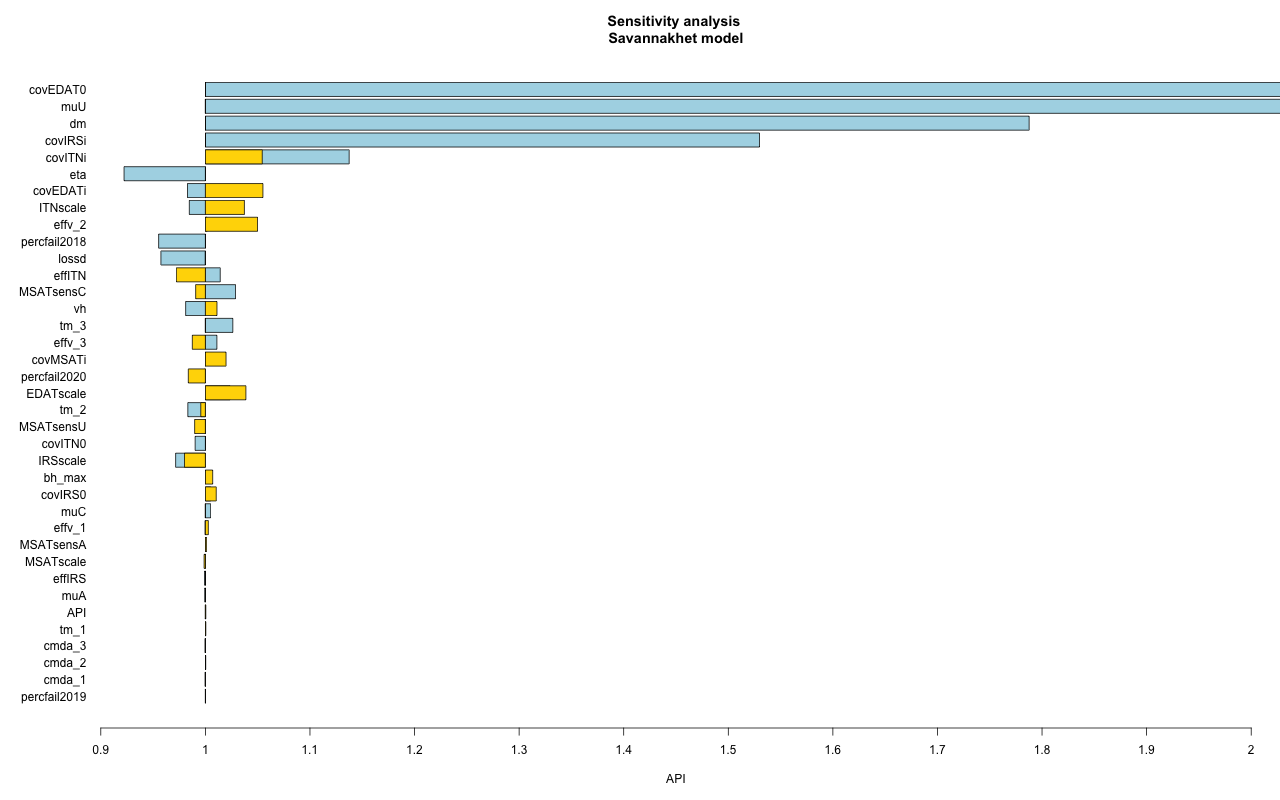 Sensitivity analysis
Savannakhet model
covEDAT0
muU
dm
covIRSi
covITNi
eta
covEDATi
ITNscale
effv_2
percfail2018
lossd
effITN
MSATsensC
vh
tm_3
effv_3
covMSATi
percfail2020
EDATscale
tm_2
MSATsensU
covITN0
IRSscale
bh_max
covIRS0
muC
effv_1
MSATsensA
MSATscale
effIRS
muA
API
tm_1
cmda_3
cmda_2
cmda_1
percfail2019
0.9 1 1.1 1.2 1.3 1.4 1.5 1.6 1.7 1.8 1.9 2
API